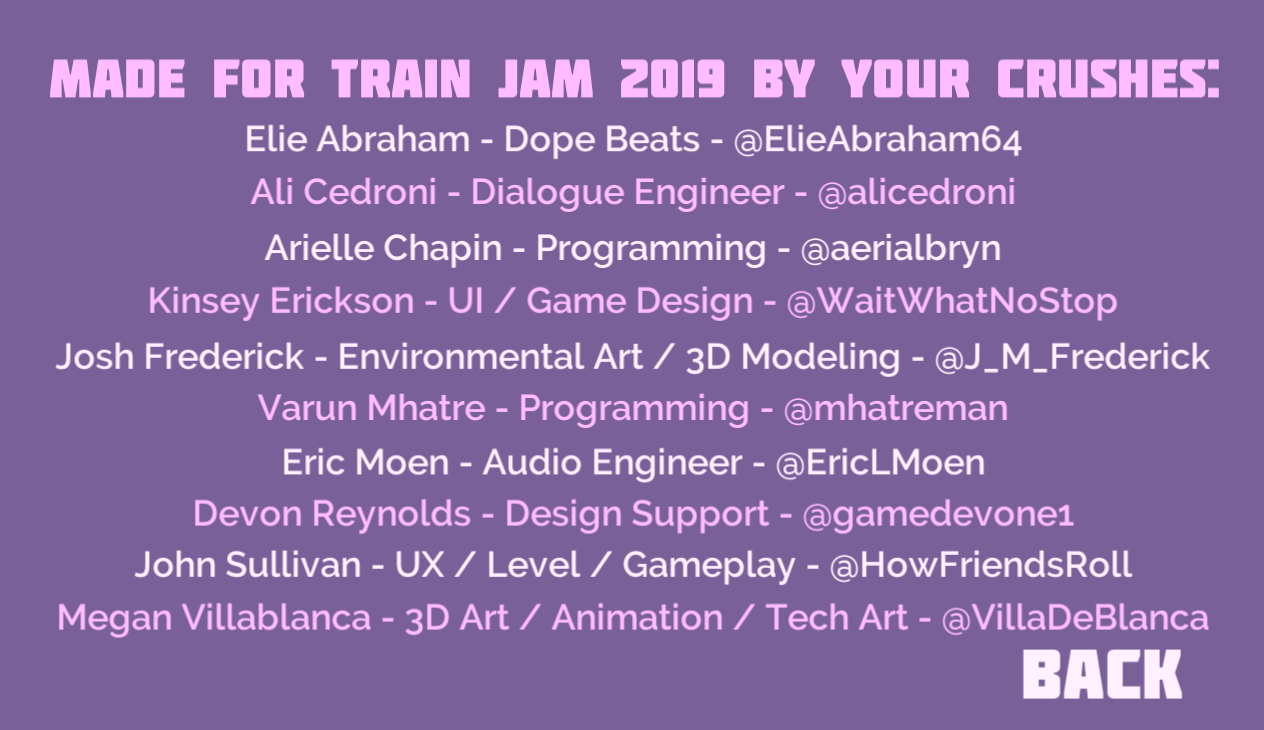 MADE FOR TRAIN JAM 2019 BY YOUR CRUSHES:
Elie Abraham - Dope Beats - @ElieAbraham64
Ali Cedroni - Dialogue Engineer - @alicedroni
Arielle Chapin - Programming - @aerialbryn
Kinsey Erickson - UI / Game Design - @WaitWhatNoStop
Josh Frederick - Environmental Art / 3D Modeling - @J_M_Frederick
Varun Mhatre - Programming - @mhatreman
Eric Moen - Audio Engineer - @EricLMoen
Devon Reynolds - Design Support - @gamedevone1
John Sullivan - UX / Level / Gameplay - @HowFriendsRoll
Megan Villablanca - 3D Art / Animation / Tech Art - @VillaDeBlanca
BACK